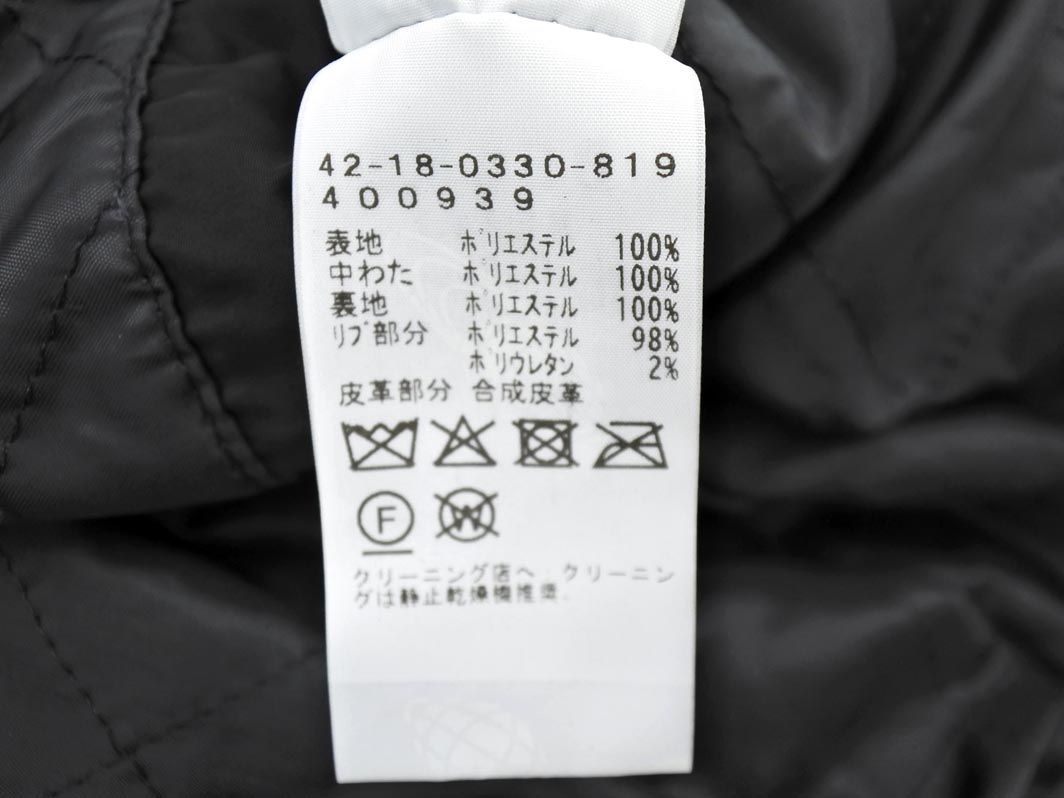 42-18-0330-819
400939
表地 ポリエステル 100%
中わた ポリエステル 100%
裏地 ポリエステル 100%
リブ部分 ポリエステル 98%
ポリウレタン 2%
皮革部分 合成皮革
F W
クリーニング店へ. クリーニン
グは静止乾燥機推奨.